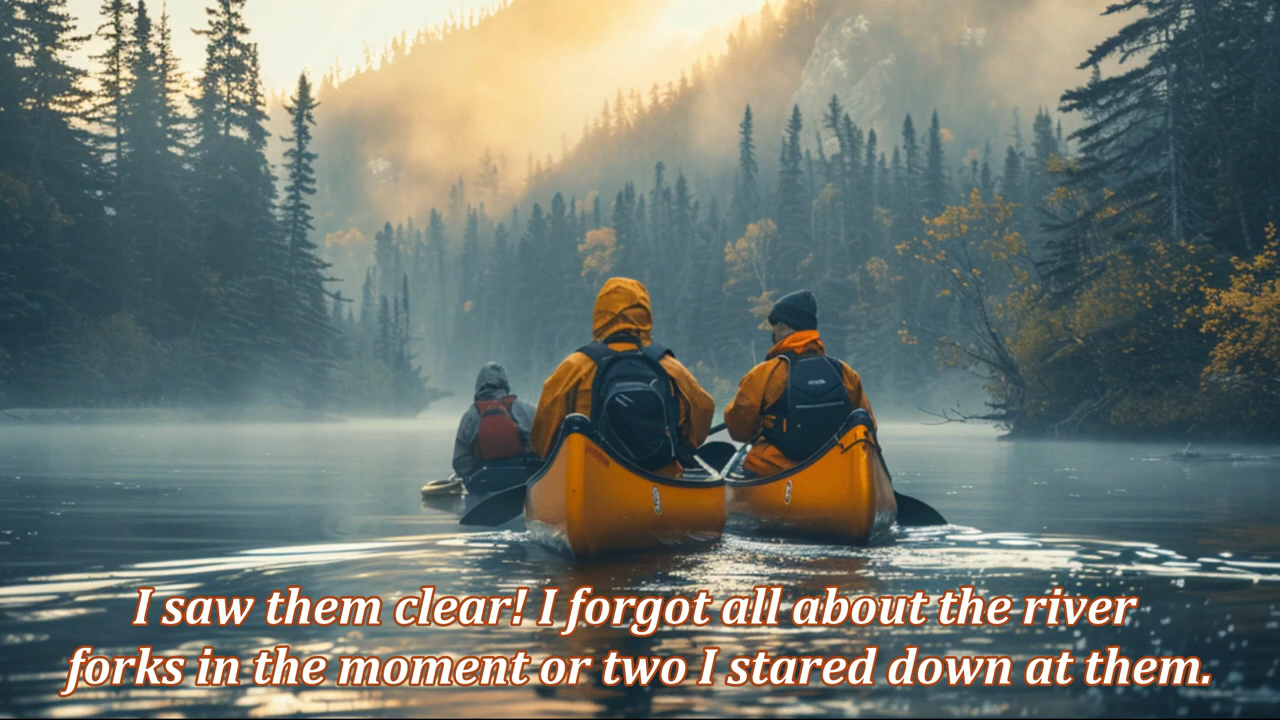 I saw them clear! I forgot all about the river
forks in the moment or two I stared down at them.